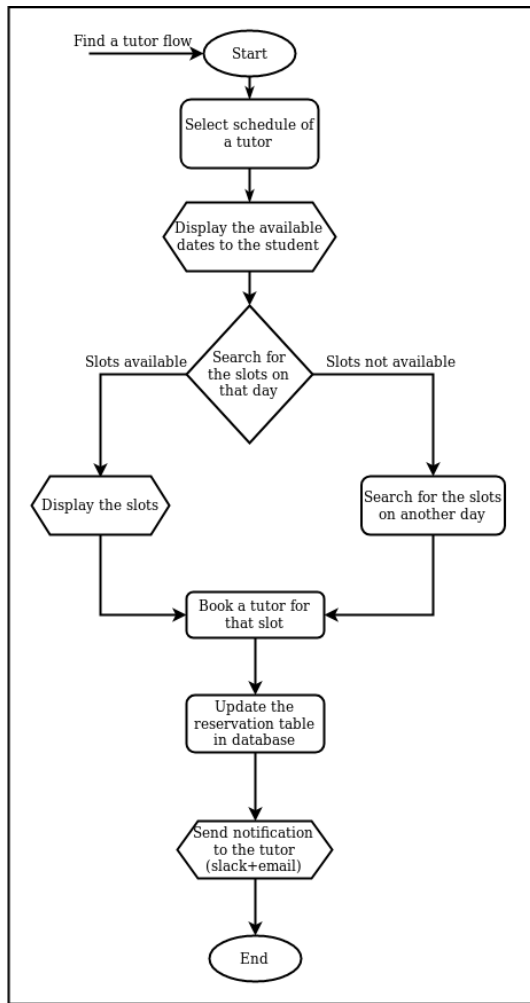 Find a tutor flow
Start
Select schedule of
a tutor
Display the available
dates to the student
Slots available
Search for
the slots on
that day
Slots not available
Display the slots
Search for the slots
on another day
Book a tutor for
that slot
Update the
reservation table
in database
Send notification
to the tutor
(slack+email)
End